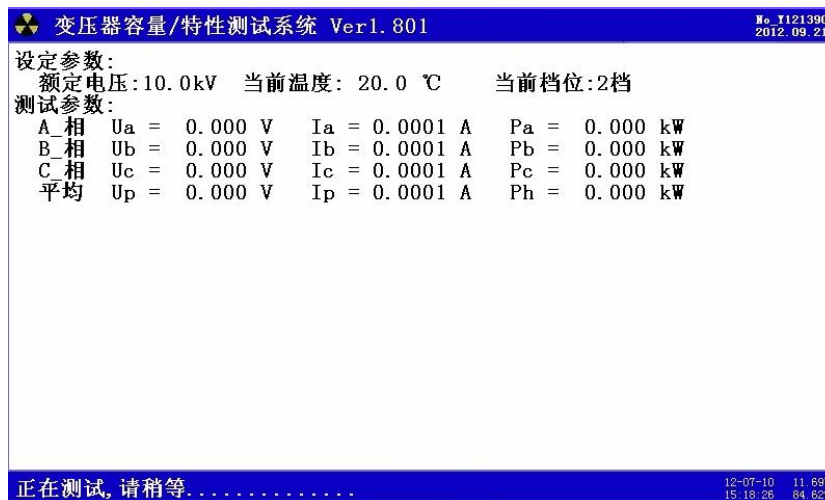 变压器容量/特性测试系统 Ver1.801
No_Y121390
2012.09.21
设定参数:
额定电压:10.0kV 当前温度: 20.0 ℃ 当前档位:2档
测试参数:
A_相 Ua = 0.000 V Ia = 0.0001 A Pa = 0.000 kW
B_相 Ub = 0.000 V Ib = 0.0001 A Pb = 0.000 kW
C_相 Uc = 0.000 V Ic = 0.0001 A Pc = 0.000 kW
平均 Up = 0.000 V Ip = 0.0001 A Ph = 0.000 kW
正在测试,请稍等...............
12-07-10 11.69
15:18:26 84.62